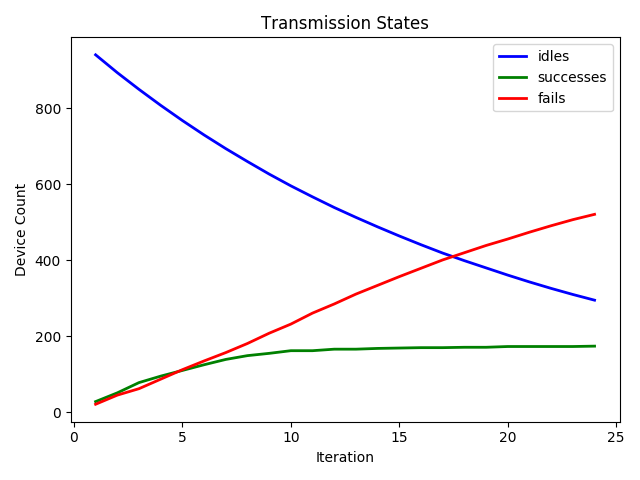 Transmission States
idles
successes
fails
Device Count
800
600
400
200
0
0 5 10 15 20 25
Iteration